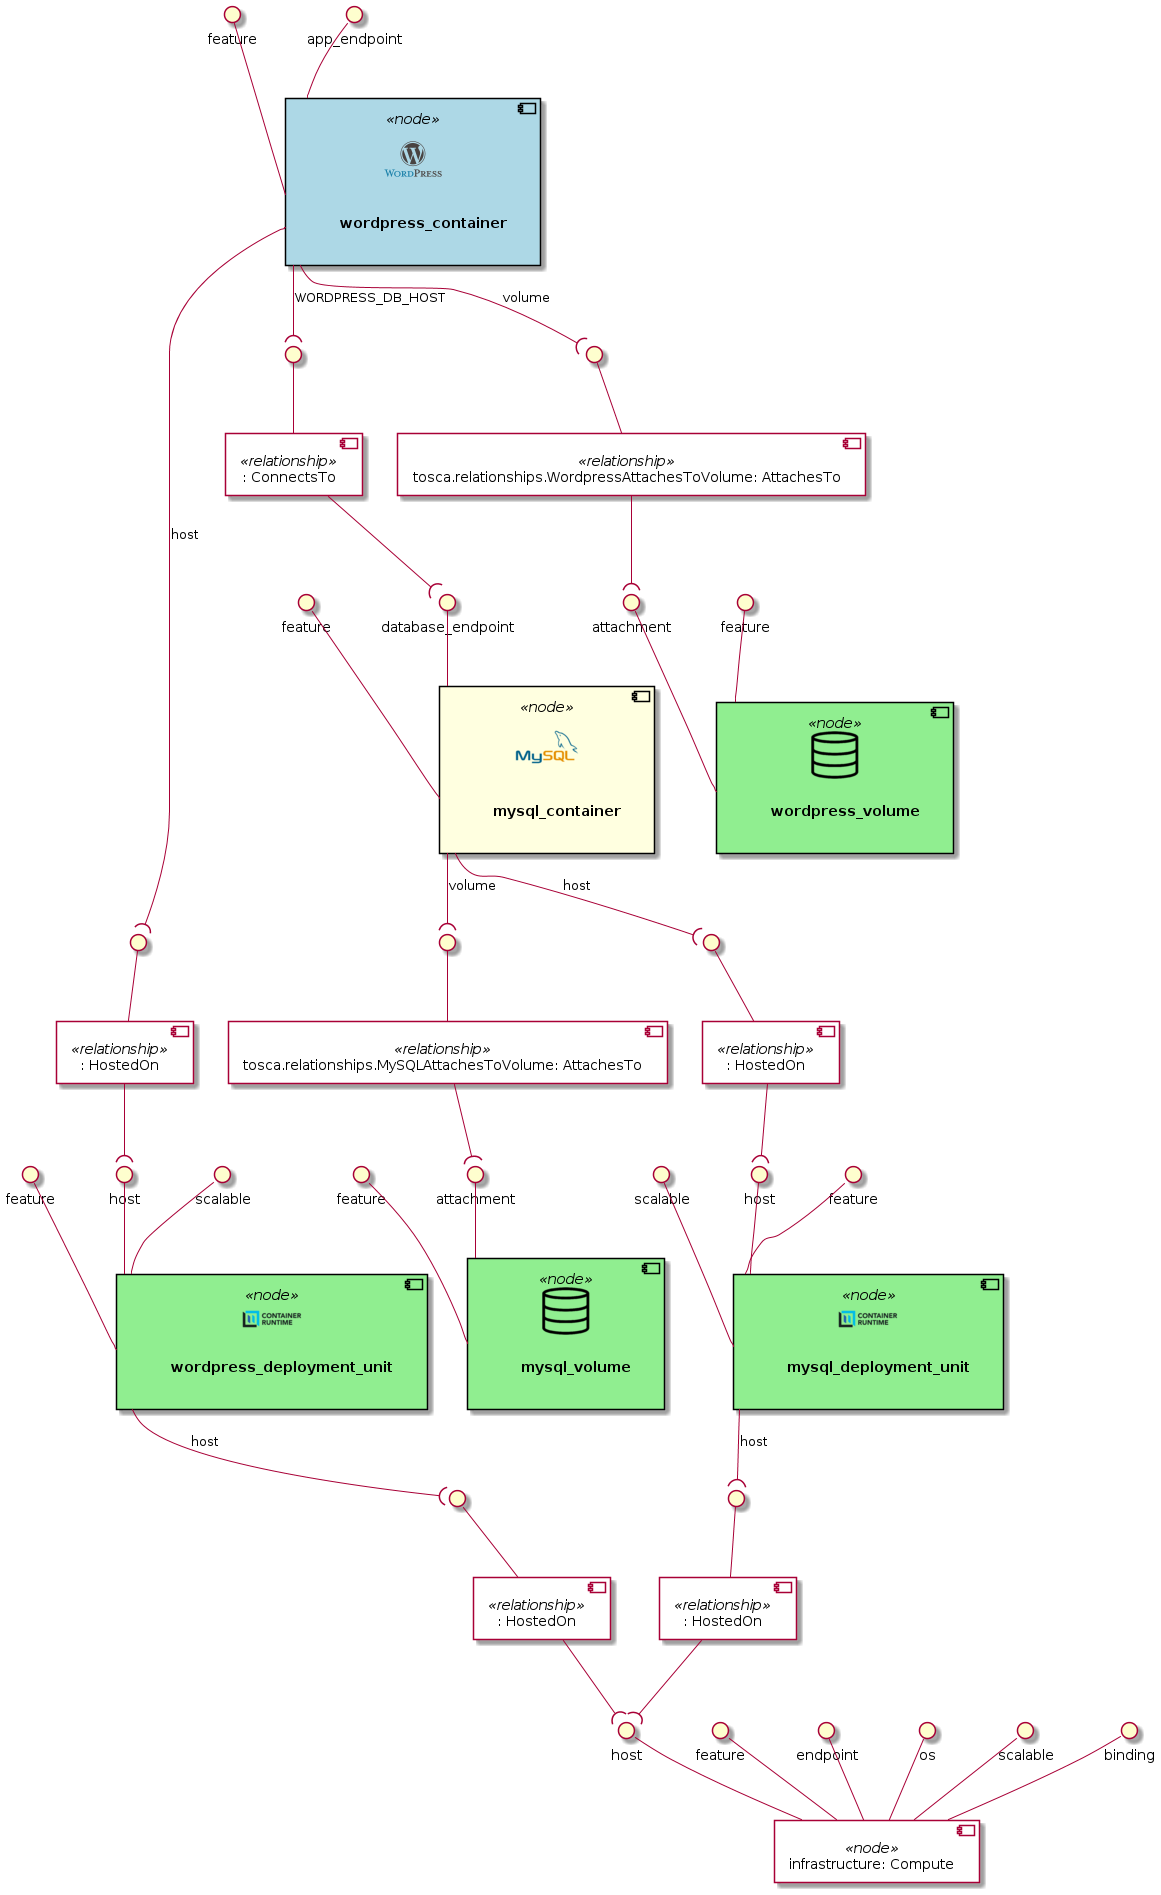 feature
app_endpoint
«node»
W
WORDPRESS
wordpress_container
WORDPRESS_DB_HOST
volume
host
«relationship»
: ConnectsTo
«relationship»
tosca.relationships.WordpressAttachesToVolume: AttachesTo
feature
database_endpoint
attachment
feature
«node»
MySQL
mysql_container
«node»
wordpress_volume
volume
host
«relationship»
: HostedOn
«relationship»
tosca.relationships.MySQLAttachesToVolume: AttachesTo
«relationship»
: HostedOn
feature
host
scalable
feature
attachment
scalable
host
feature
«node»
CONTAINER
RUNTIME
wordpress_deployment_unit
«node»
mysql_volume
«node»
CONTAINER
RUNTIME
mysql_deployment_unit
host
host
«relationship»
: HostedOn
«relationship»
: HostedOn
host
feature
endpoint
os
scalable
binding
«node»
infrastructure: Compute